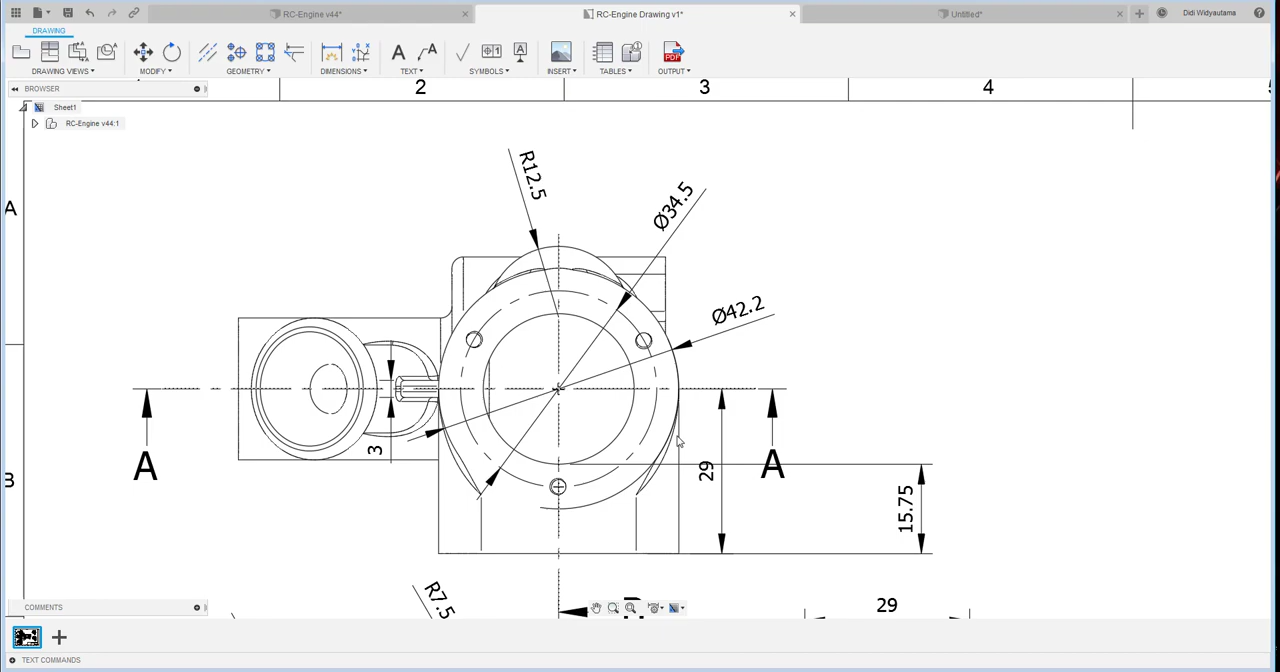 RC-Engine v44*
RC-Engine Drawing v1*
Untitled*
Didi Widyautama
DRAWING
DRAWING VIEWS
MODIFY
GEOMETRY
DIMENSIONS
TEXT
SYMBOLS
INSERT
TABLES
OUTPUT
PDF
BROWSER
2
3
4
5
Sheet1
RC-Engine v44:1
A
B
R12.5
Ø34.5
Ø42.2
3
A
A
29
15.75
R7.5
29
COMMENTS
TEXT COMMANDS